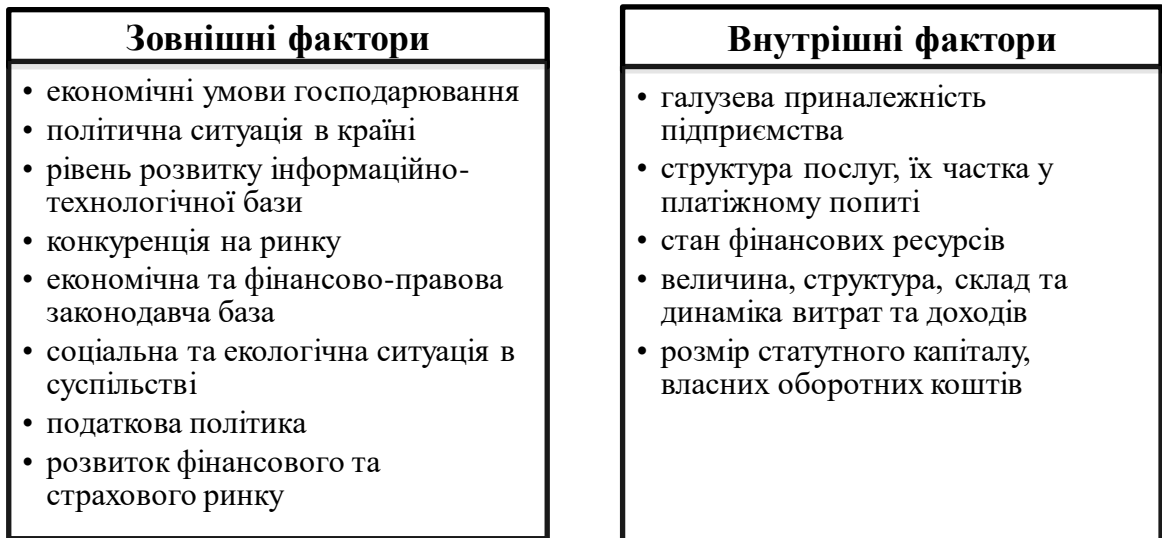 Зовнішні фактори
• економічні умови господарювання
• політична ситуація в країні
• рівень розвитку інформаційно-
технологічної бази
• конкуренція на ринку
• економічна та фінансово-правова
законодавча база
• соціальна та екологічна ситуація в
суспільстві
• податкова політика
• розвиток фінансового та
страхового ринку
Внутрішні фактори
• галузева приналежність
підприємства
• структура послуг, їх частка у
платіжному попиті
• стан фінансових ресурсів
• величина, структура, склад та
динаміка витрат та доходів
• розмір статутного капіталу,
власних оборотних коштів